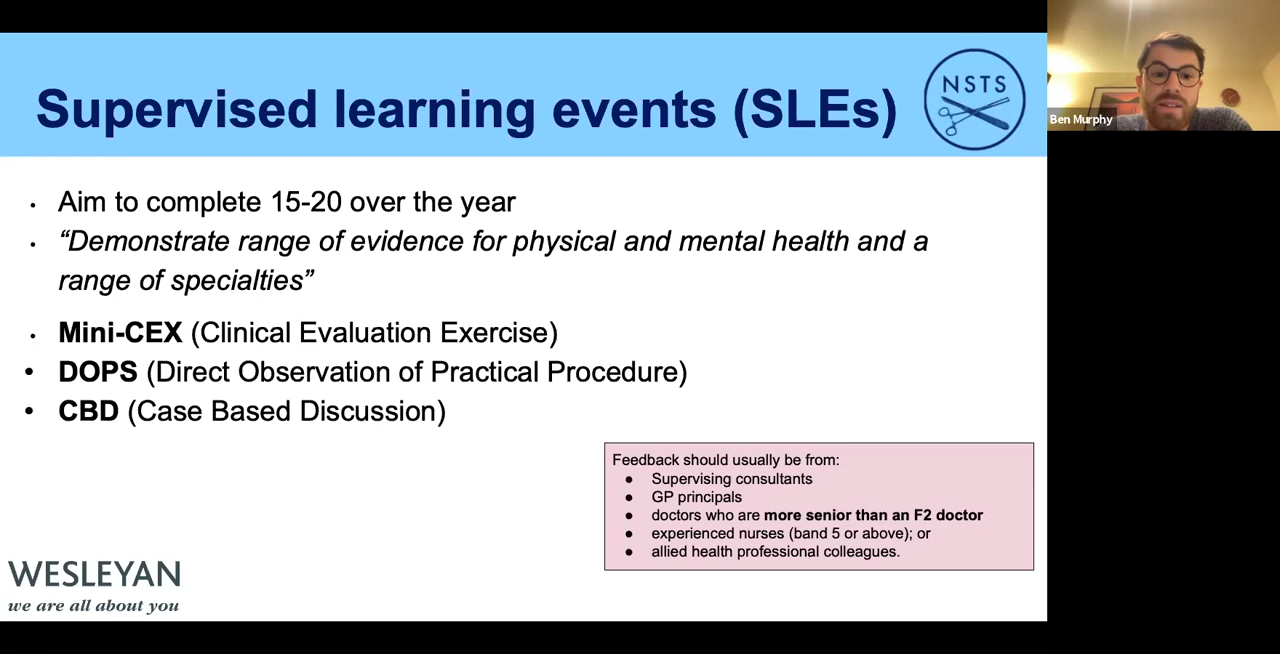 Supervised learning events (SLEs)
NSTS
Ben Murphy
· Aim to complete 15-20 over the year
· “Demonstrate range of evidence for physical and mental health and a
range of specialties”
· Mini-CEX (Clinical Evaluation Exercise)
• DOPS (Direct Observation of Practical Procedure)
• CBD (Case Based Discussion)
Feedback should usually be from:
● Supervising consultants
● GP principals
● doctors who are more senior than an F2 doctor
● experienced nurses (band 5 or above); or
● allied health professional colleagues.
WESLEYAN
we are all about you